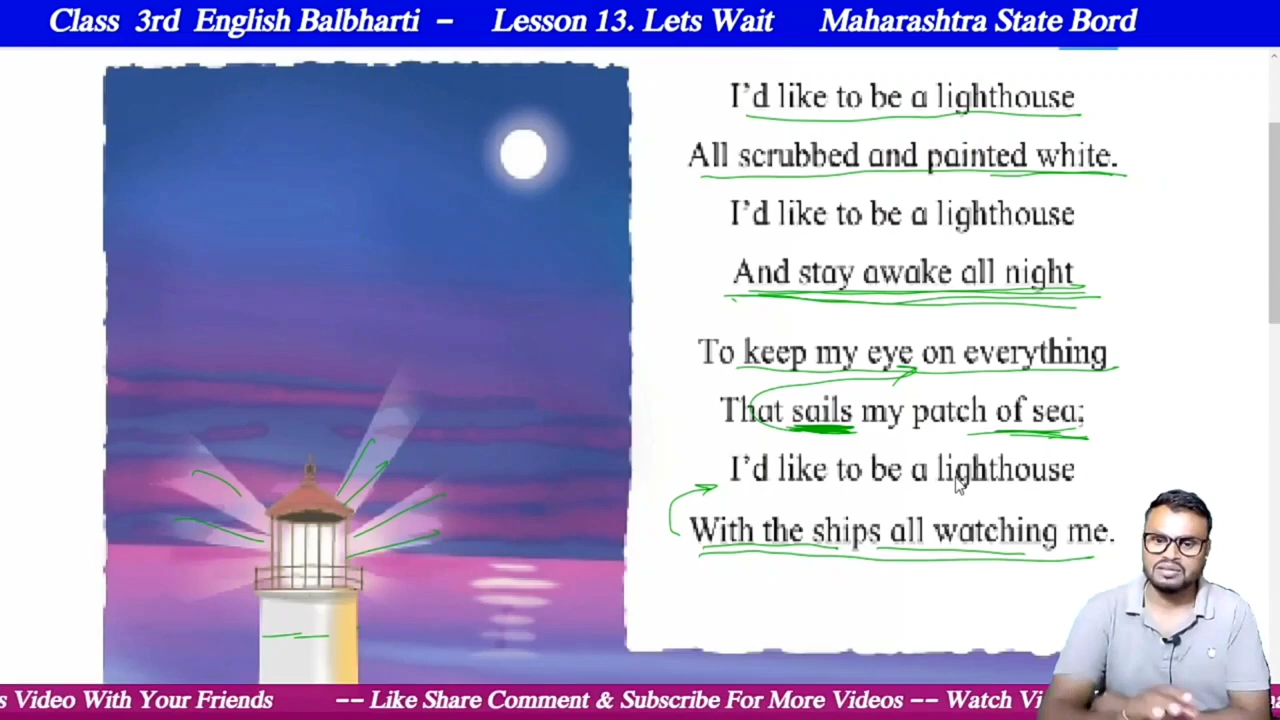 Class 3rd English Balbharti - Lesson 13. Lets Wait Maharashtra State Bord
I'd like to be a lighthouse
All scrubbed and painted white.
I'd like to be a lighthouse
And stay awake all night
To keep my eye on everything
That sails my patch of sea;
I'd like to be a lighthouse
With the ships all watching me.
s Video With Your Friends -- Like Share Comment & Subscribe For More Videos -- Watch